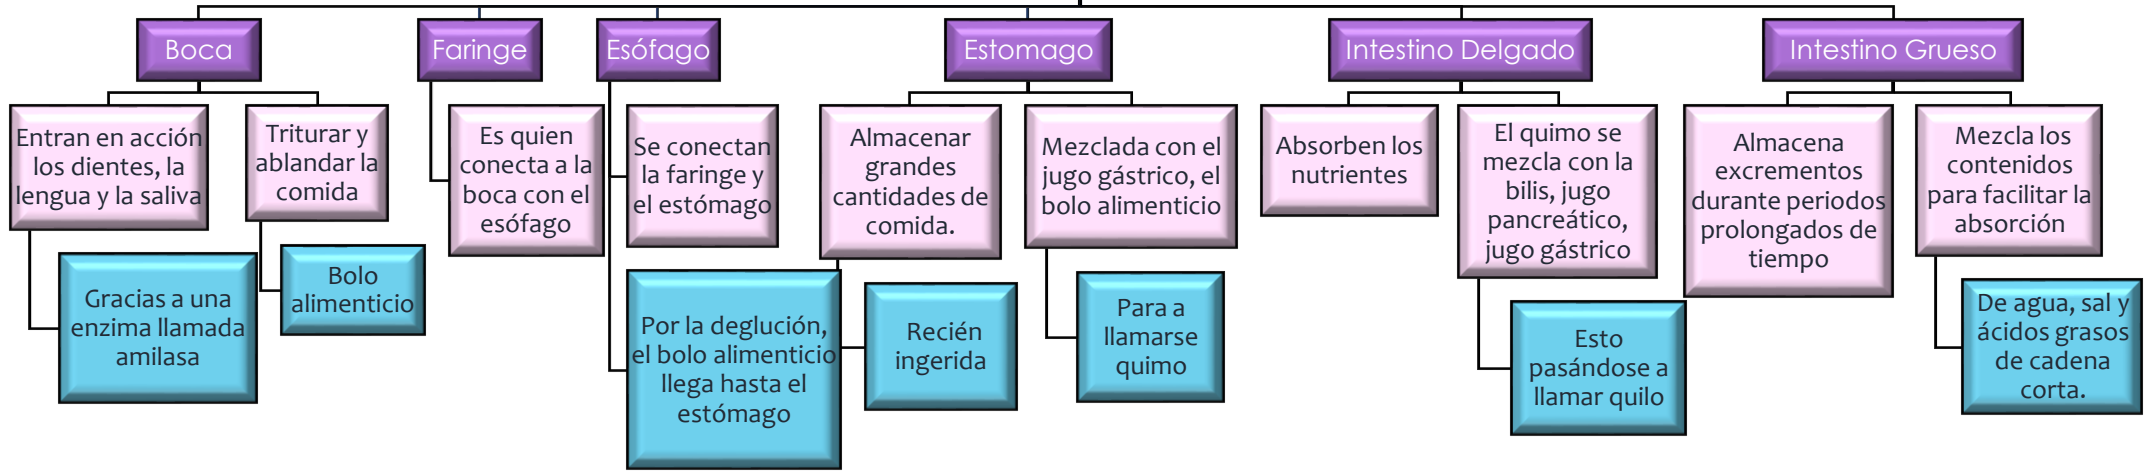 Boca
Faringe
Esófago
Estomago
Intestino Delgado
Intestino Grueso
Entran en acción
los dientes, la
lengua y la saliva
Triturar y
ablandar la
comida
Es quien
conecta a la
boca con el
esófago
Se conectan
la faringe y
el estómago
Almacenar
grandes
cantidades de
comida.
Mezclada con el
jugo gástrico, el
bolo alimenticio
Absorben los
nutrientes
El quimo se
mezcla con la
bilis, jugo
pancreático,
jugo gástrico
Almacena
excrementos
durante periodos
prolongados de
tiempo
Mezcla los
contenidos
para facilitar la
absorción
Gracias a una
enzima llamada
amilasa
Bolo
alimenticio
Por la deglución,
el bolo alimenticio
llega hasta el
estómago
Recién
ingerida
Para a
llamarse
quimo
Esto
pasándose a
llamar quilo
De agua, sal y
ácidos grasos
de cadena
corta.